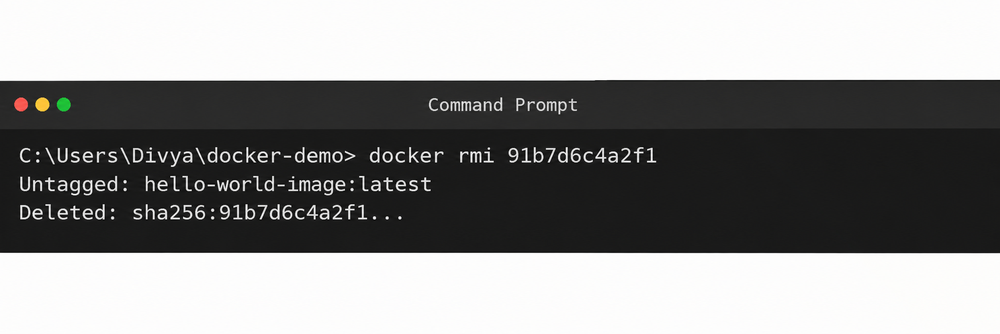 Command Prompt
C:\Users\Divya\docker-demo> docker rmi 91b7d6c4a2f1
Untagged: hello-world-image:latest
Deleted: sha256:91b7d6c4a2f1...